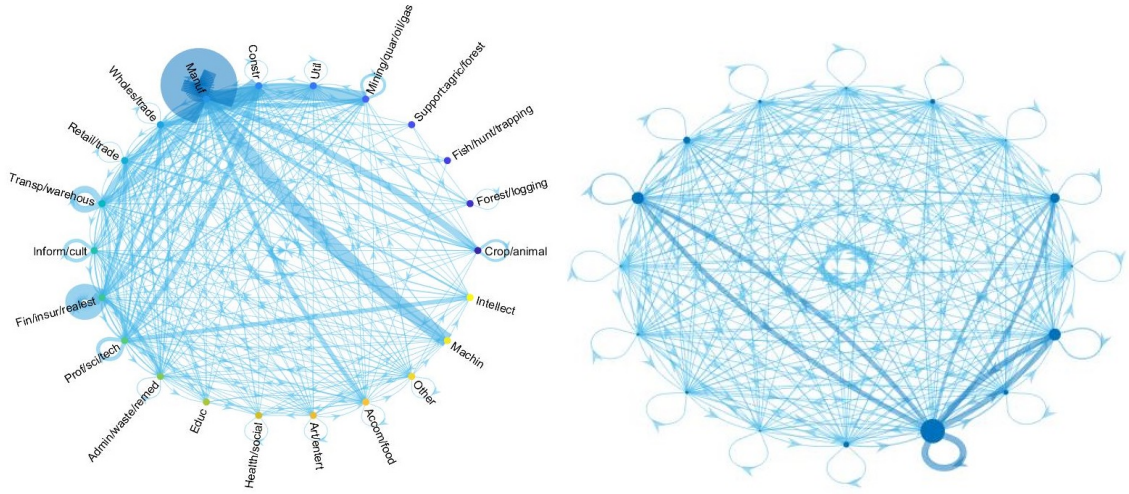 Manuf
Constr
Util
Mining/quar/oil/gas
Support:agric/forest
Fish/hunt/trapping
Forest/logging
Crop/animal
Intellect
Machin
Other
Accom/food
Art/entert
Health/social
Educ
Admin/waste/remed
Prof/sci/tech
Fin/insur/realest
Inform/cult
Transp/warehous
Retail/trade
Wholes/trade